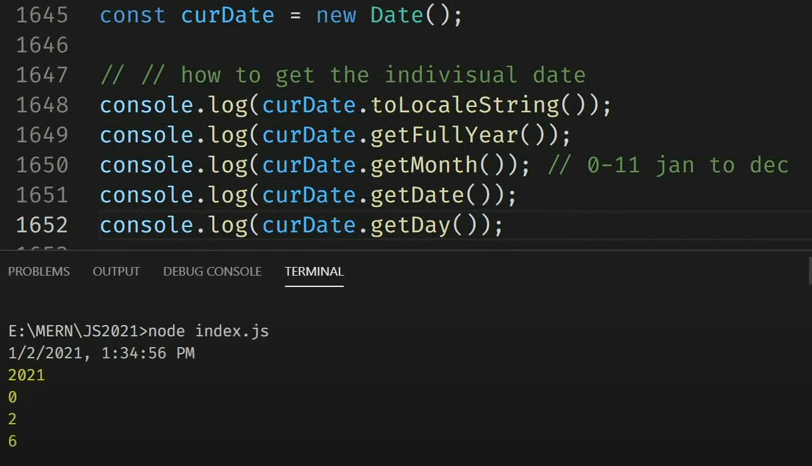 1645 const curDate = new Date();
1646
1647 // // how to get the indivisual date
1648 console.log(curDate.toLocaleString());
1649 console.log(curDate.getFullYear());
1650 console.log(curDate.getMonth()); // 0-11 jan to dec
1651 console.log(curDate.getDate());
1652 console.log(curDate.getDay());
PROBLEMS OUTPUT DEBUG CONSOLE TERMINAL
E:\MERN\JS2021>node index.js
1/2/2021, 1:34:56 PM
2021
0
2
6